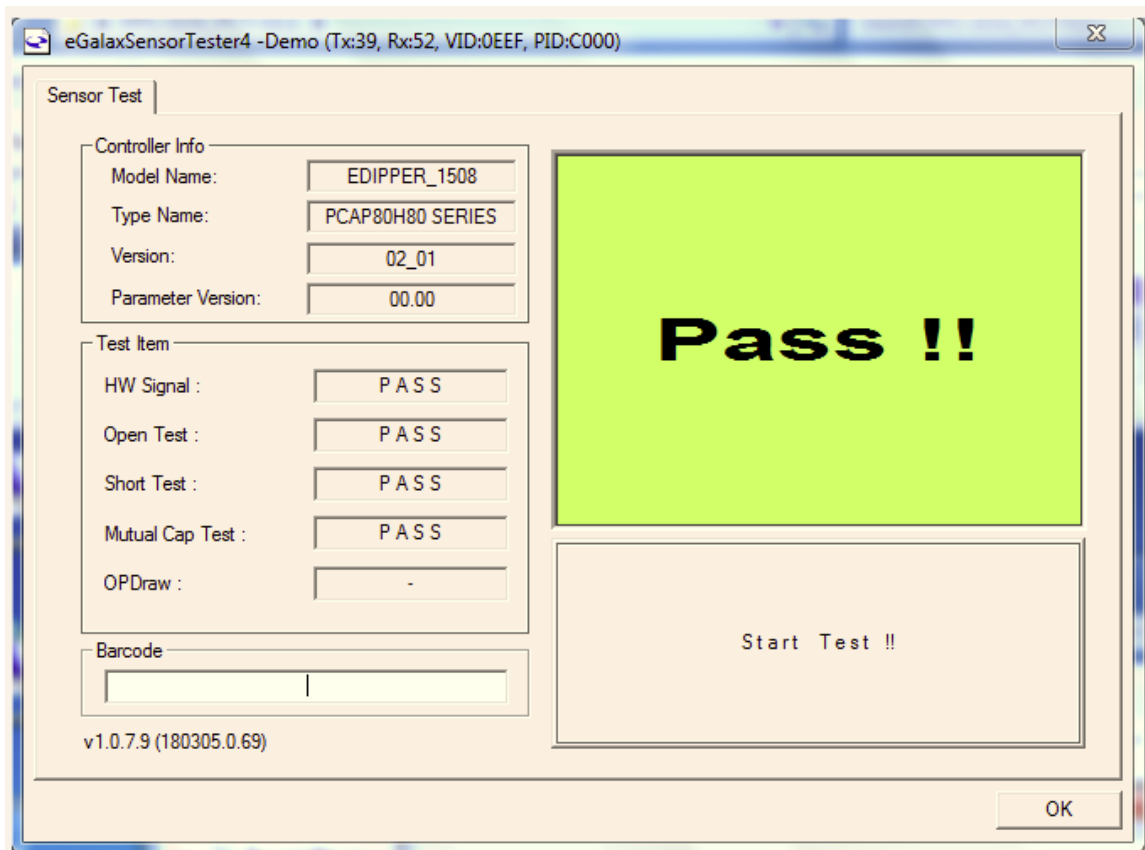 eGalaxSensorTester4 -Demo (Tx:39, Rx:52, VID:0EEF, PID:C000)
Sensor Test
Controller Info
Model Name: EDIPPER_1508
Type Name: PCAP80H80 SERIES
Version: 02_01
Parameter Version: 00.00
Test Item
HW Signal : P A S S
Open Test : P A S S
Short Test : P A S S
Mutual Cap Test : P A S S
OPDraw : -
Barcode
v1.0.7.9 (180305.0.69)
Pass !!
Start Test !!
OK